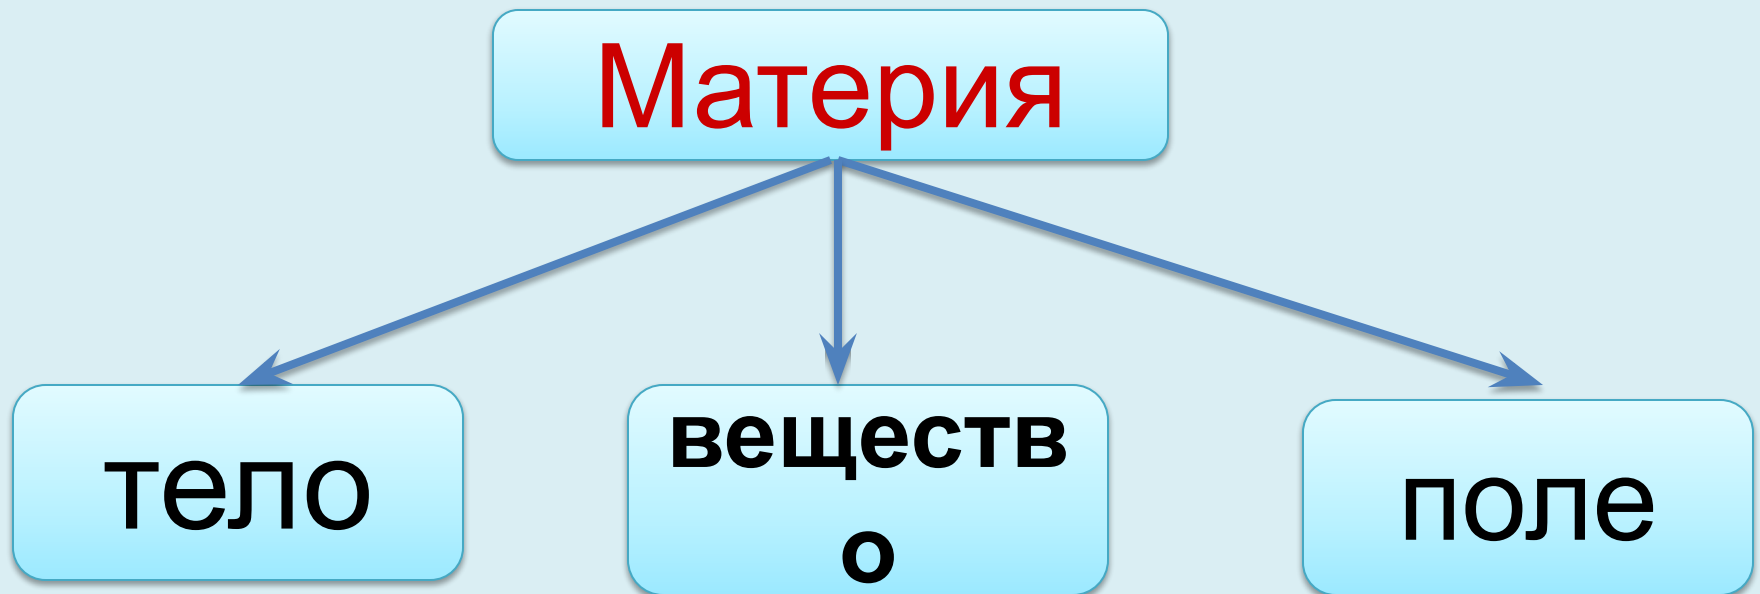 Материя
тело
веществ
о
поле